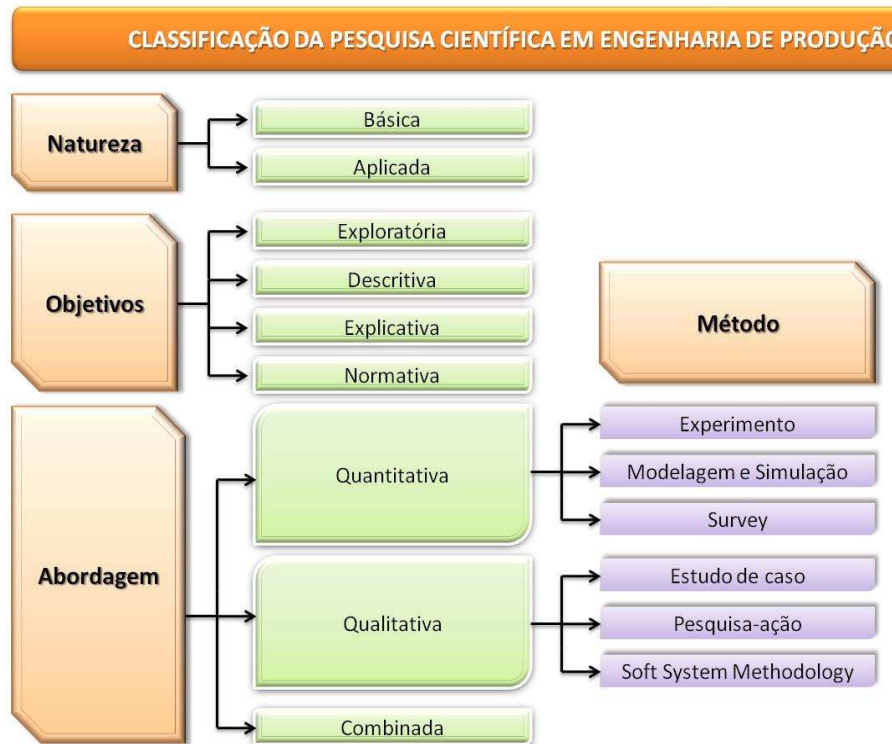 CLASSIFICAÇÃO DA PESQUISA CIENTÍFICA EM ENGENHARIA DE PRODUÇÃO
Natureza
Básica
Aplicada
Objetivos
Exploratória
Descritiva
Explicativa
Normativa
Método
Abordagem
Quantitativa
Experimento
Modelagem e Simulação
Survey
Qualitativa
Estudo de caso
Pesquisa-ação
Soft System Methodology
Combinada